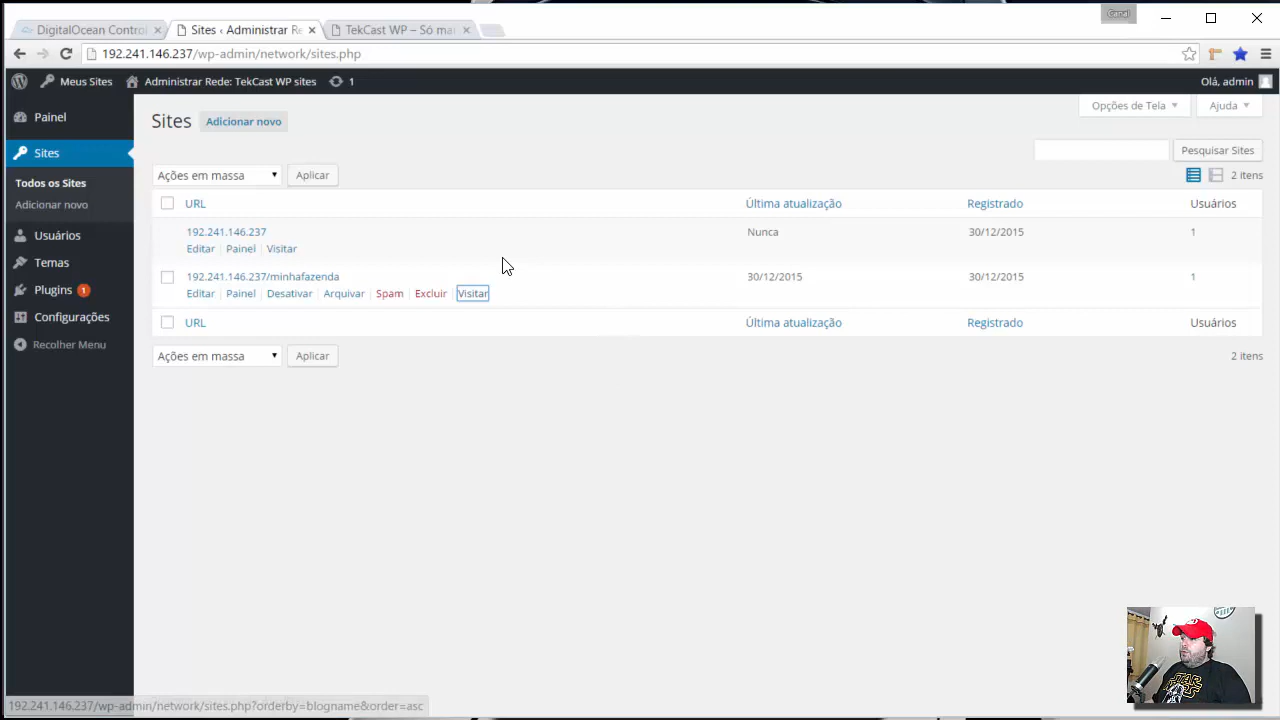 Canal
DigitalOcean Control
Sites ‹ Administrar Re
TekCast WP – Só ma
192.241.146.237/wp-admin/network/sites.php
Meus Sites
Administrar Rede: TekCast WP sites
1
Olá, admin
Painel
Sites
Todos os Sites
Adicionar novo
Usuários
Temas
Plugins 1
Configurações
Recolher Menu
Sites Adicionar novo
Opções de Tela
Ajuda
Pesquisar Sites
Ações em massa
Aplicar
2 itens
URL Última atualização Registrado Usuários
192.241.146.237 Nunca 30/12/2015 1
Editar | Painel | Visitar
192.241.146.237/minhafazenda 30/12/2015 30/12/2015 1
Editar | Painel | Desativar | Arquivar | Spam | Excluir | Visitar
URL Última atualização Registrado Usuários
Ações em massa
Aplicar
2 itens
192.241.146.237/wp-admin/network/sites.php?orderby=blogname&order=asc
STAR